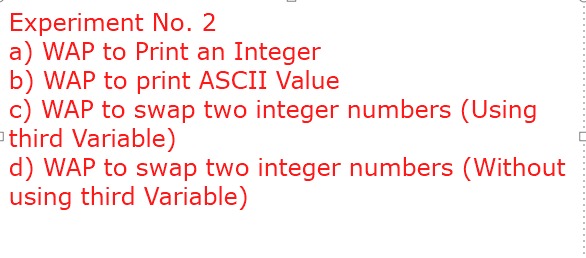 Experiment No. 2
a) WAP to Print an Integer
b) WAP to print ASCII Value
c) WAP to swap two integer numbers (Using
third Variable)
d) WAP to swap two integer numbers (Without
using third Variable)